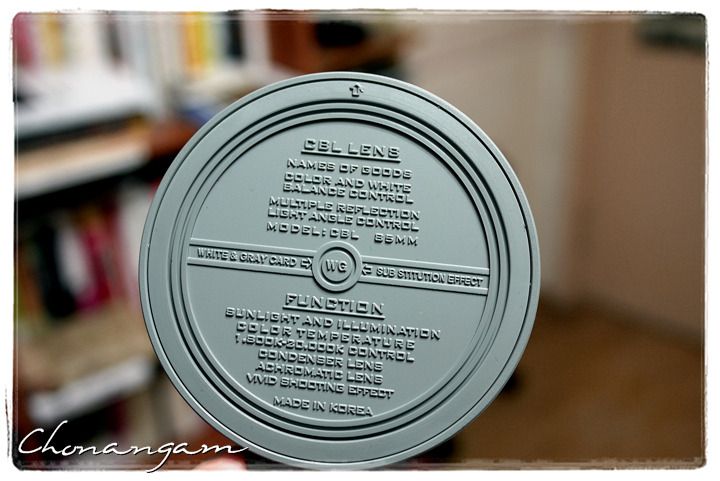 CBL LENS
NAMES OF GOODS
COLOR AND WHITE
BALANCE CONTROL
MULTIPLE REFLECTION
LIGHT ANGLE CONTROL
MODEL:CBL 85MM
WHITE & GRAY CARD ⇨ WG ⇦ SUB STITUTION EFFECT
FUNCTION
SUNLIGHT AND ILLUMINATION
COLOR TEMPERATURE
1.800K-20.000K CONTROL
CONDENSER LENS
ACHROMATIC LENS
VIVID SHOOTING EFFECT
MADE IN KOREA
Chonangam